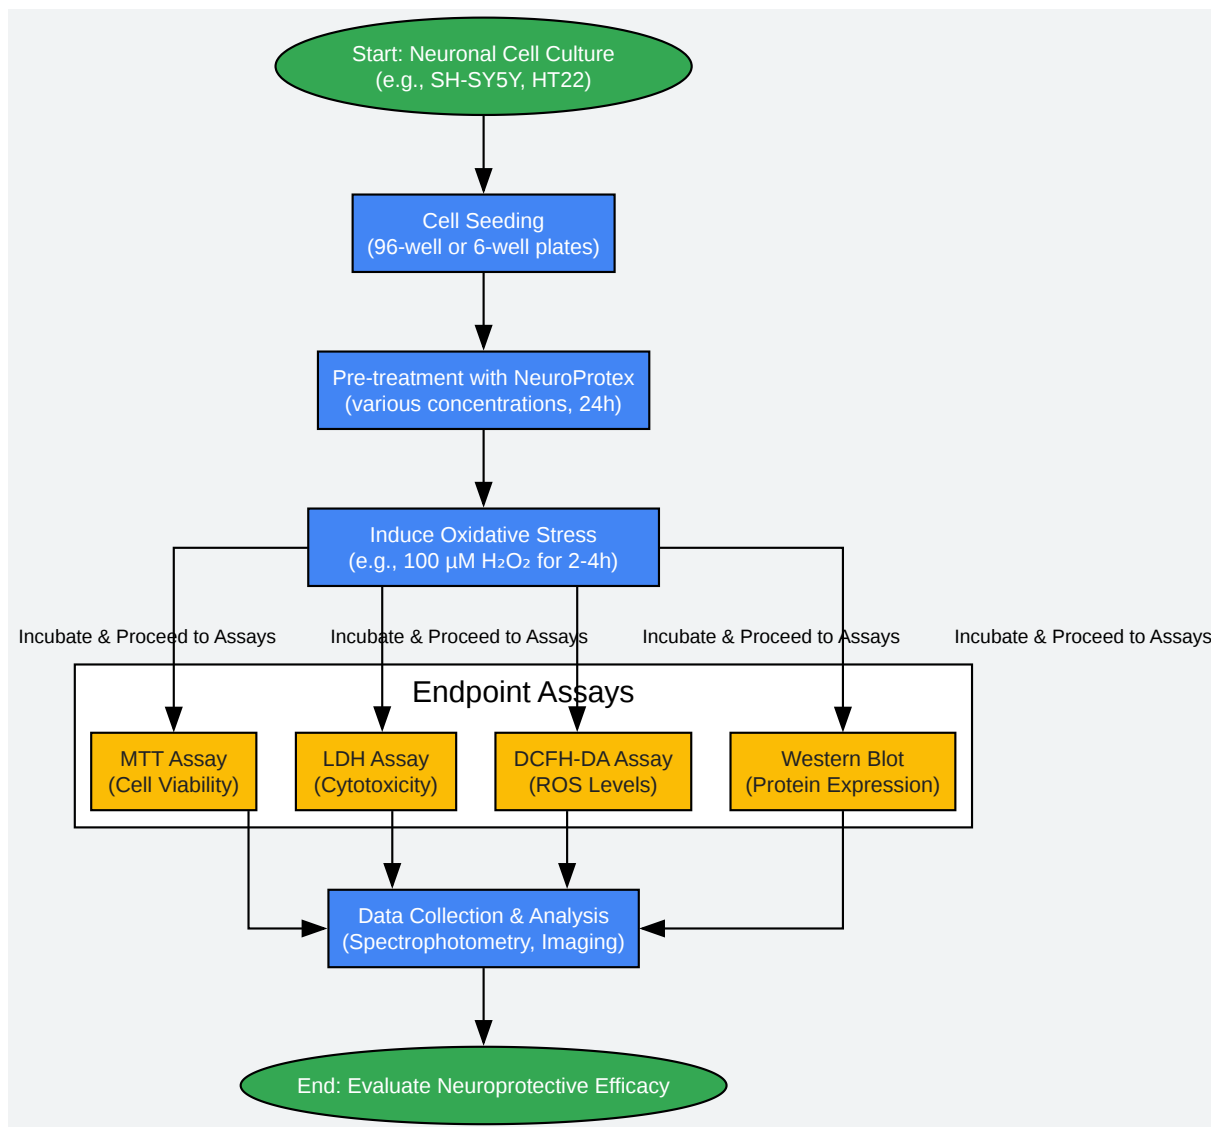 Start: Neuronal Cell Culture
(e.g., SH-SY5Y, HT22)
Cell Seeding
(96-well or 6-well plates)
Pre-treatment with NeuroProtex
(various concentrations, 24h)
Induce Oxidative Stress
(e.g., 100 µM H₂O₂ for 2-4h)
Incubate & Proceed to Assays
Incubate & Proceed to Assays
Incubate & Proceed to Assays
Incubate & Proceed to Assays
Endpoint Assays
MTT Assay
(Cell Viability)
LDH Assay
(Cytotoxicity)
DCFH-DA Assay
(ROS Levels)
Western Blot
(Protein Expression)
Data Collection & Analysis
(Spectrophotometry, Imaging)
End: Evaluate Neuroprotective Efficacy